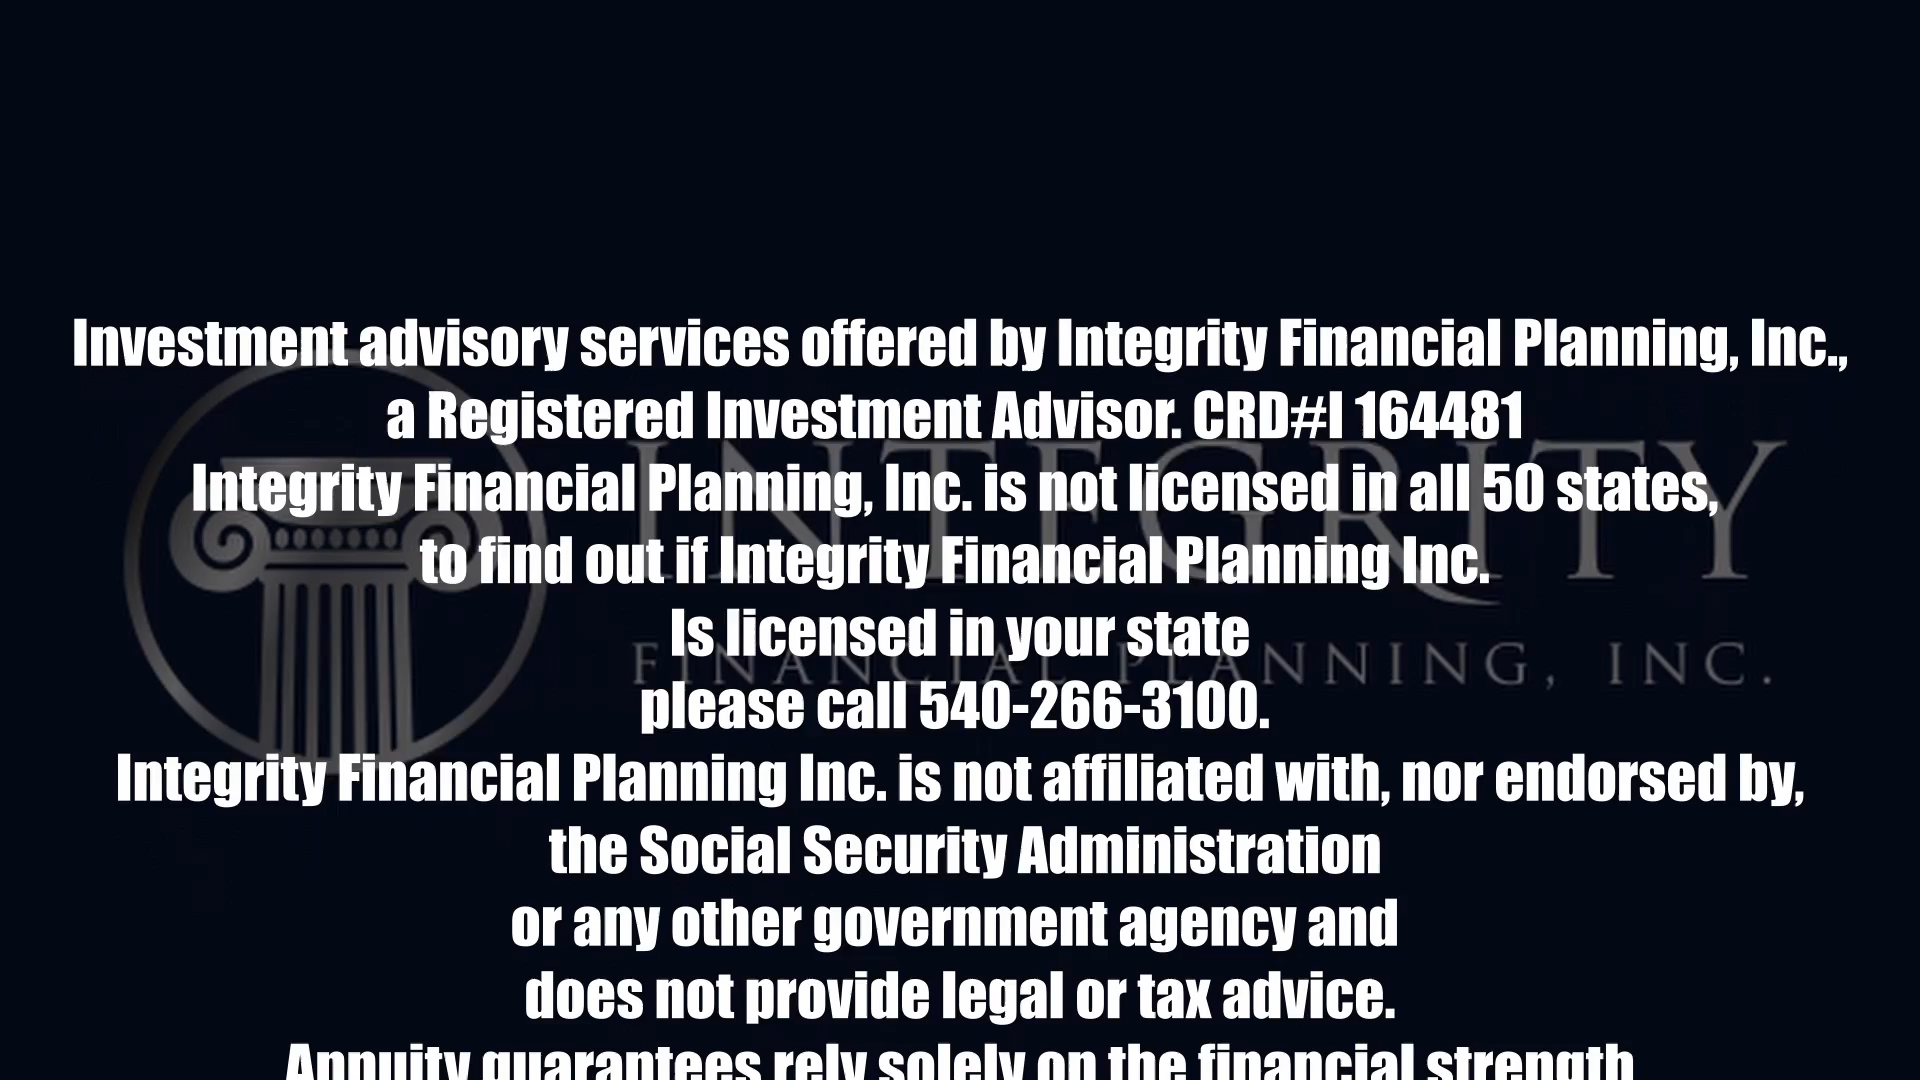 Investment advisory services offered by Integrity Financial Planning, Inc.,
a Registered Investment Advisor. CRD#I 164481
Integrity Financial Planning, Inc. is not licensed in all 50 states,
to find out if Integrity Financial Planning Inc.
Is licensed in your state
please call 540-266-3100.
Integrity Financial Planning Inc. is not affiliated with, nor endorsed by,
the Social Security Administration
or any other government agency and
does not provide legal or tax advice.
Annuity guarantees rely solely on the financial strength
INTEGRITY
FINANCIAL PLANNING, INC.